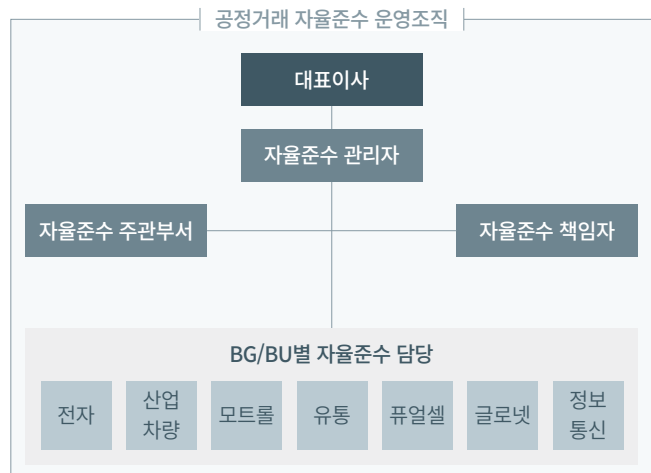 공정거래 자율준수 운영조직
대표이사
자율준수 관리자
자율준수 주관부서
자율준수 책임자
BG/BU별 자율준수 담당
전자
산업
차량
모트롤
유통
퓨얼셀
글로넷
정보
통신